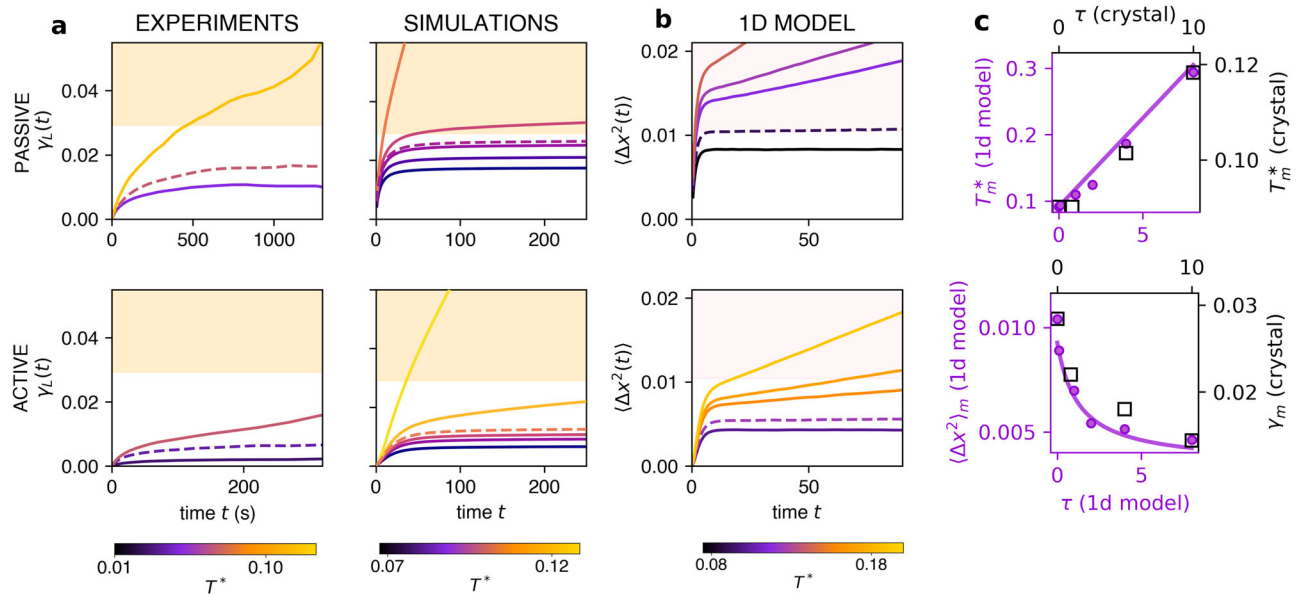 a
EXPERIMENTS
SIMULATIONS
b
1D MODEL
c
τ (crystal)
0 10
PASSIVE
γL(t)
0.04
0.02
0.00
0 500 1000
0 100 200
⟨Δx²(t)⟩
0.02
0.01
0.00
0 50
T*m (1d model)
0.3
0.2
0.1
0 5
0.12
0.10
T*m (crystal)
ACTIVE
γL(t)
0.04
0.02
0.00
0 200
time t (s)
0 100 200
time t
⟨Δx²(t)⟩
0.02
0.01
0.00
0 50
time t
0 10
⟨Δx²⟩m (1d model)
0.010
0.005
0 5
τ (1d model)
0.03
0.02
γm (crystal)
0.01 0.10
T*
0.07 0.12
T*
0.08 0.18
T*